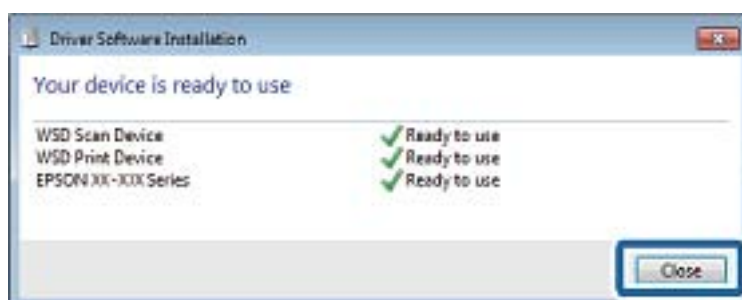 Driver Software Installation
Your device is ready to use
WSD Scan Device Ready to use
WSD Print Device Ready to use
EPSON XX-XXX Series Ready to use
Close